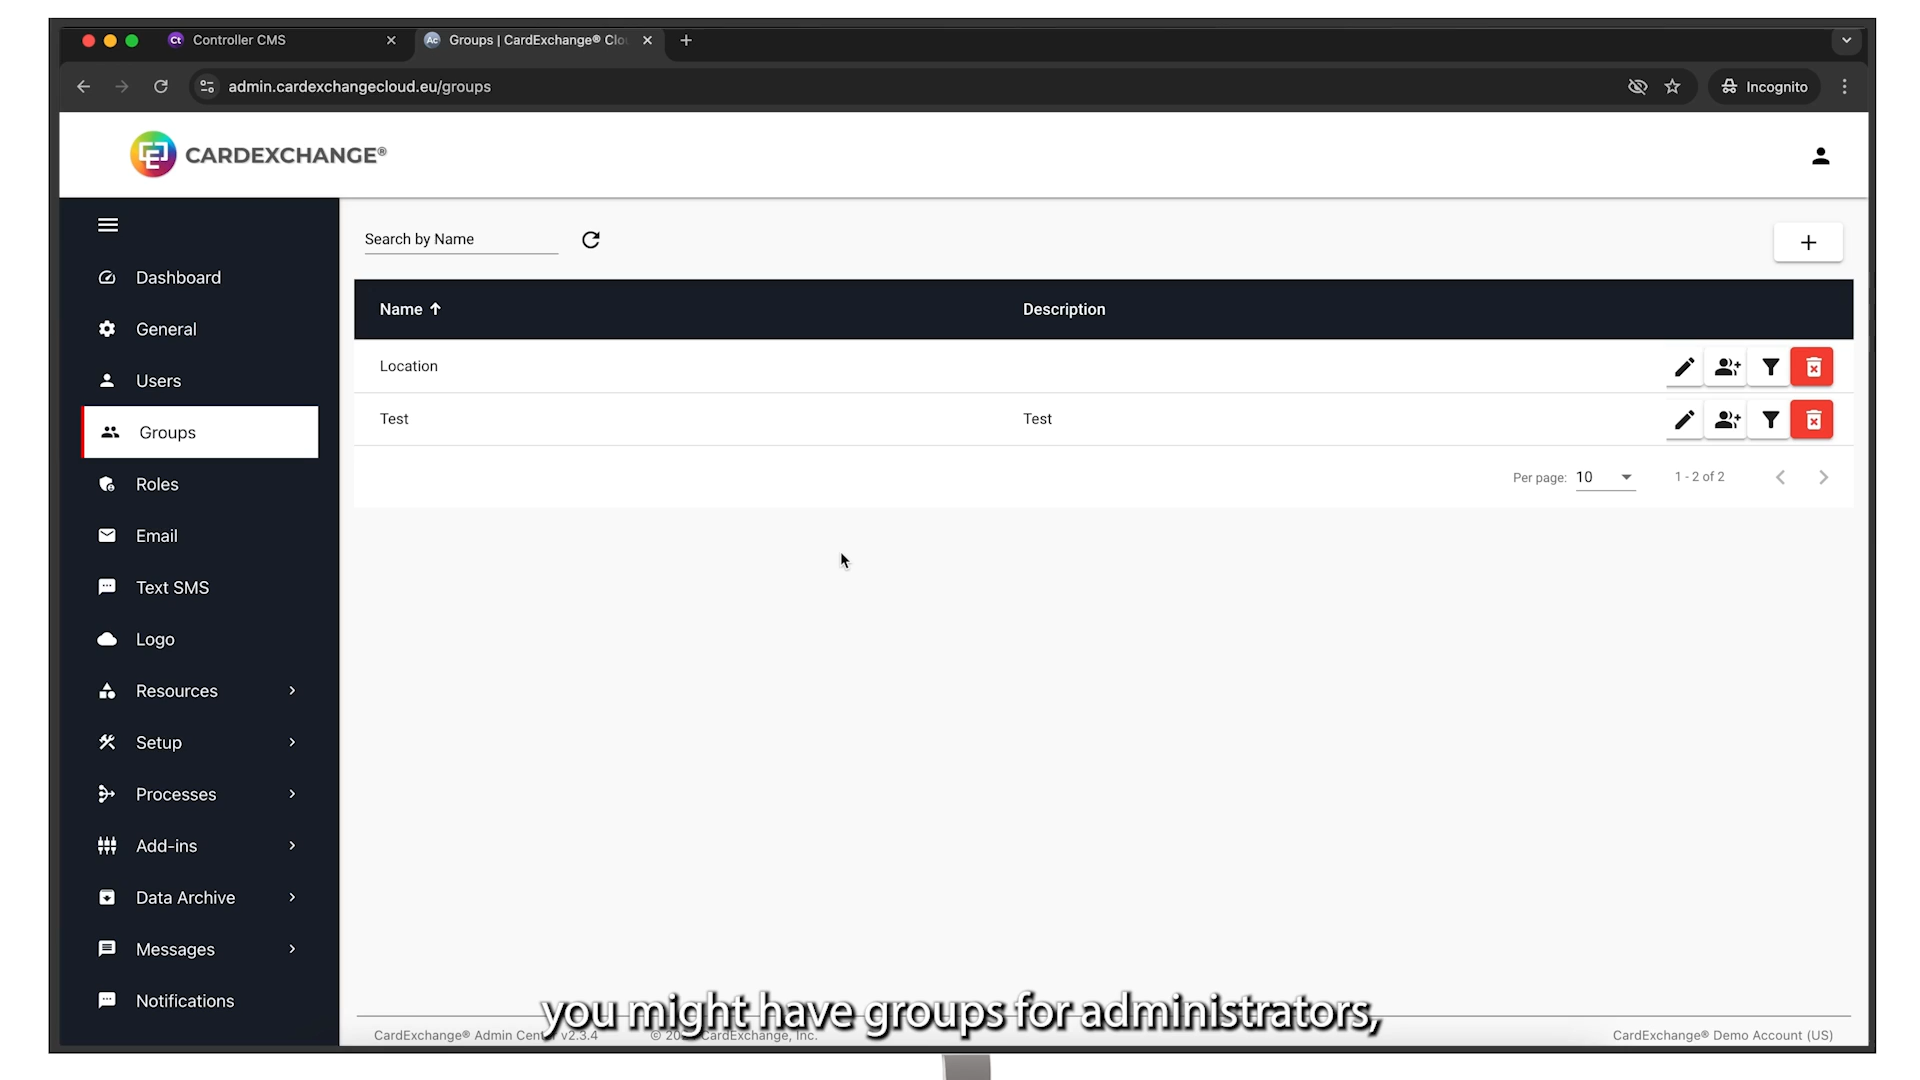 Ct Controller CMS
Ac Groups | CardExchange® Clo
admin.cardexchangecloud.eu/groups
Incognito
CARDEXCHANGE®
Dashboard
General
Users
Groups
Roles
Email
Text SMS
Logo
Resources
Setup
Processes
Add-ins
Data Archive
Messages
Notifications
Search by Name
Name Description
Location
Test Test
Per page: 10 1 - 2 of 2
you might have groups for administrators,
CardExchange® Admin Cent v2.3.4
© 20 CardExchange, Inc.
CardExchange® Demo Account (US)